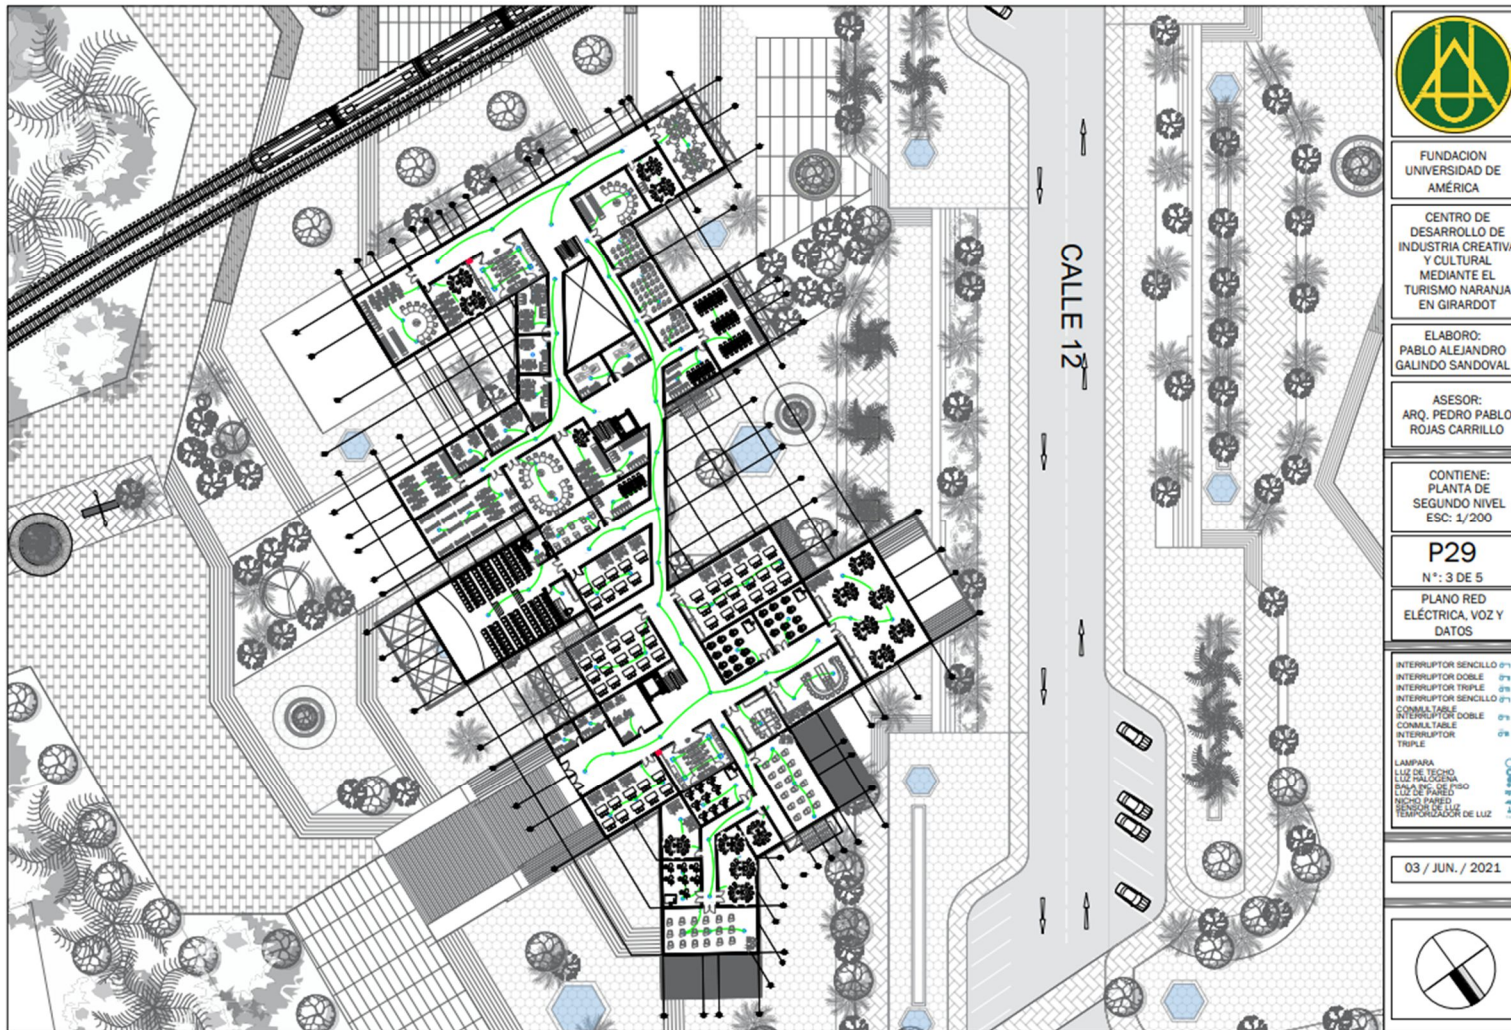 CALLE 12
FUNDACION
UNIVERSIDAD DE
AMÉRICA
CENTRO DE
DESARROLLO DE
INDUSTRIA CREATIVA
Y CULTURAL
MEDIANTE EL
TURISMO NARANJA
EN GIRARDOT
ELABORO:
PABLO ALEJANDRO
GALINDO SANDOVAL
ASESOR:
ARQ. PEDRO PABLO
ROJAS CARRILLO
CONTIENE:
PLANTA DE
SEGUNDO NIVEL
ESC: 1/200
P29
N°: 3 DE 5
PLANO RED
ELÉCTRICA, VOZ Y
DATOS
INTERRUPTOR SENCILLO
INTERRUPTOR DOBLE
INTERRUPTOR TRIPLE
INTERRUPTOR SENCILLO
CONMUTABLE
INTERRUPTOR DOBLE
CONMUTABLE
INTERRUPTOR
TRIPLE
LAMPARA
LUZ DE TECHO
LUZ HALOGENA
BALA INC. DE PISO
LUZ DE PARED
NICHO PARED
SENSOR DE LUZ
TEMPORIZADOR DE LUZ
03 / JUN. / 2021